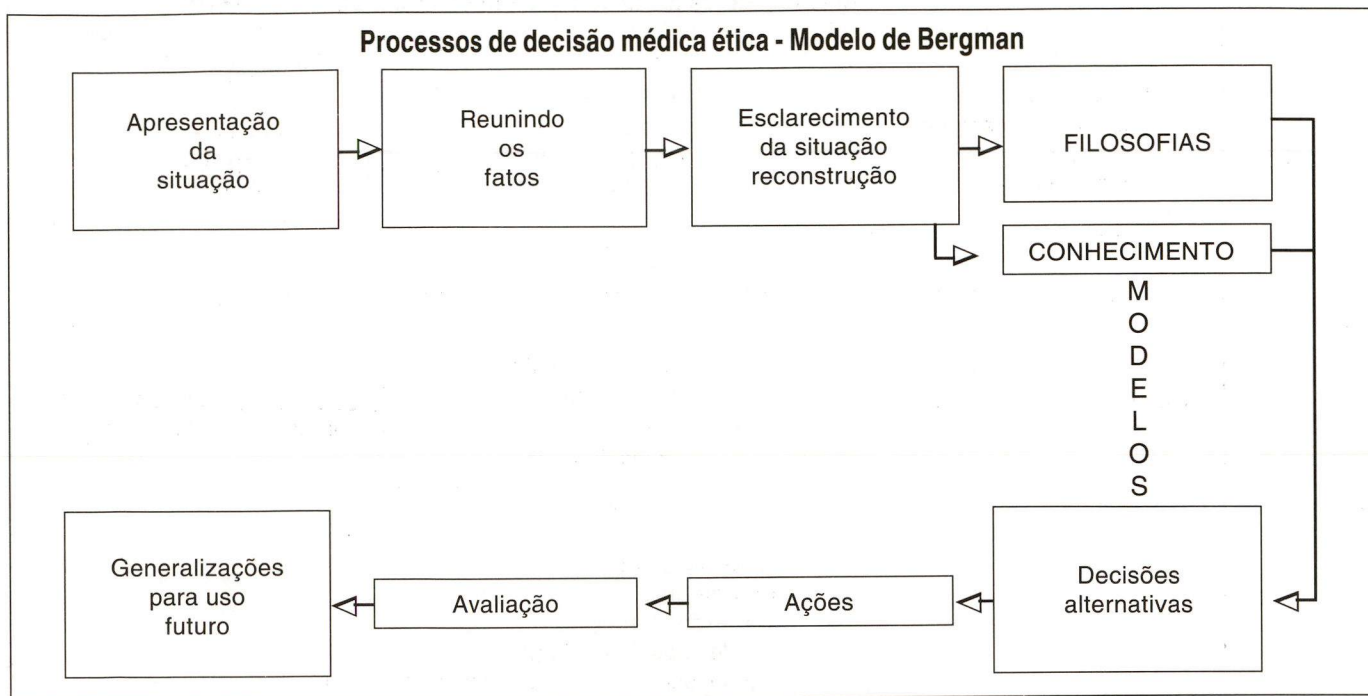 Processos de decisão médica ética - Modelo de Bergman
Apresentação
da
situação
Reunindo
os
fatos
Esclarecimento
da situação
reconstrução
FILOSOFIAS
CONHECIMENTO
M
O
D
E
L
O
S
Decisões
alternativas
Ações
Avaliação
Generalizações
para uso
futuro